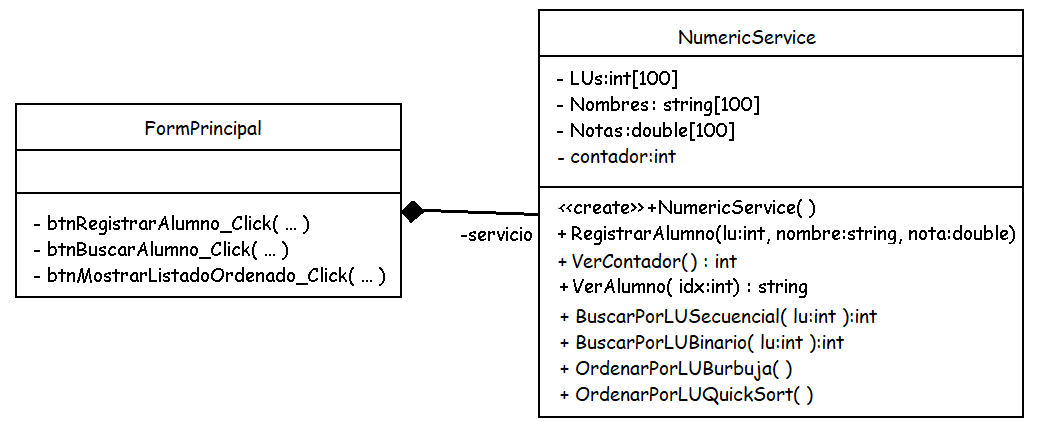 FormPrincipal
- btnRegistrarAlumno_Click( ... )
- btnBuscarAlumno_Click( ... )
- btnMostrarListadoOrdenado_Click( ... )
-servicio
NumericService
- LUs:int[100]
- Nombres: string[100]
- Notas:double[100]
- contador:int
<<create>>+NumericService( )
+ RegistrarAlumno(lu:int, nombre:string, nota:double)
+ VerContador() : int
+ VerAlumno( idx:int) : string
+ BuscarPorLUSecuencial( lu:int ):int
+ BuscarPorLUBinario( lu:int ):int
+ OrdenarPorLUBurbuja( )
+ OrdenarPorLUQuickSort( )